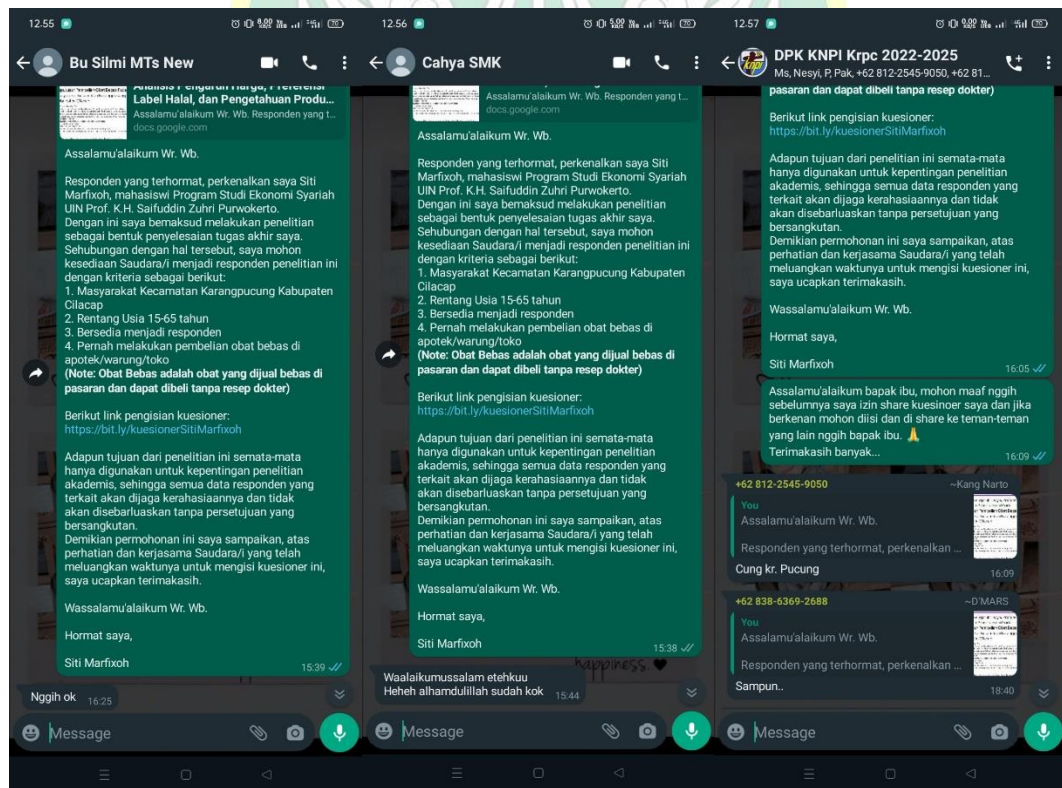 12.55
8,00 KB/s
70
Bu Silmi MTs New
Analisis Pengaruh Harga, Preferensi
Label Halal, dan Pengetahuan Produ...
Assalamu'alaikum Wr. Wb. Responden yang t...
docs.google.com
Assalamu'alaikum Wr. Wb.
Responden yang terhormat, perkenalkan saya Siti
Marfixoh, mahasiswi Program Studi Ekonomi Syariah
UIN Prof. K.H. Saifuddin Zuhri Purwokerto.
Dengan ini saya bemaksud melakukan penelitian
sebagai bentuk penyelesaian tugas akhir saya.
Sehubungan dengan hal tersebut, saya mohon
kesediaan Saudara/i menjadi responden penelitian ini
dengan kriteria sebagai berikut:
1. Masyarakat Kecamatan Karangpucung Kabupaten
Cilacap
2. Rentang Usia 15-65 tahun
3. Bersedia menjadi responden
4. Pernah melakukan pembelian obat bebas di
apotek/warung/toko
(Note: Obat Bebas adalah obat yang dijual bebas di
pasaran dan dapat dibeli tanpa resep dokter)
Berikut link pengisian kuesioner:
https://bit.ly/kuesionerSitiMarfixoh
Adapun tujuan dari penelitian ini semata-mata
hanya digunakan untuk kepentingan penelitian
akademis, sehingga semua data responden yang
terkait akan dijaga kerahasiaannya dan tidak
akan disebarluaskan tanpa persetujuan yang
bersangkutan.
Demikian permohonan ini saya sampaikan, atas
perhatian dan kerjasama Saudara/i yang telah
meluangkan waktunya untuk mengisi kuesioner ini,
saya ucapkan terimakasih.
Wassalamu'alaikum Wr. Wb.
Hormat saya,
Siti Marfixoh
15:39
Nggih ok 16:25
Message
12.56
5,00 KB/s
70
Cahya SMK
Assalamu'alaikum Wr. Wb. Responden yang t...
docs.google.com
Assalamu'alaikum Wr. Wb.
Responden yang terhormat, perkenalkan saya Siti
Marfixoh, mahasiswi Program Studi Ekonomi Syariah
UIN Prof. K.H. Saifuddin Zuhri Purwokerto.
Dengan ini saya bemaksud melakukan penelitian
sebagai bentuk penyelesaian tugas akhir saya.
Sehubungan dengan hal tersebut, saya mohon
kesediaan Saudara/i menjadi responden penelitian ini
dengan kriteria sebagai berikut:
1. Masyarakat Kecamatan Karangpucung Kabupaten
Cilacap
2. Rentang Usia 15-65 tahun
3. Bersedia menjadi responden
4. Pernah melakukan pembelian obat bebas di
apotek/warung/toko
(Note: Obat Bebas adalah obat yang dijual bebas di
pasaran dan dapat dibeli tanpa resep dokter)
Berikut link pengisian kuesioner:
https://bit.ly/kuesionerSitiMarfixoh
Adapun tujuan dari penelitian ini semata-mata
hanya digunakan untuk kepentingan penelitian
akademis, sehingga semua data responden yang
terkait akan dijaga kerahasiaannya dan tidak
akan disebarluaskan tanpa persetujuan yang
bersangkutan.
Demikian permohonan ini saya sampaikan, atas
perhatian dan kerjasama Saudara/i yang telah
meluangkan waktunya untuk mengisi kuesioner ini,
saya ucapkan terimakasih.
Wassalamu'alaikum Wr. Wb.
Hormat saya,
Siti Marfixoh
15:38
happiness
Waalaikumussalam etehkuu
Heheh alhamdulillah sudah kok 15:44
Message
12.57
9,00 KB/s
70
DPK KNPI Krpc 2022-2025
Ms, Nesyi, P, Pak, +62 812-2545-9050, +62 81...
pasaran dan dapat dibeli tanpa resep dokter)
Berikut link pengisian kuesioner:
https://bit.ly/kuesionerSitiMarfixoh
Adapun tujuan dari penelitian ini semata-mata
hanya digunakan untuk kepentingan penelitian
akademis, sehingga semua data responden yang
terkait akan dijaga kerahasiaannya dan tidak
akan disebarluaskan tanpa persetujuan yang
bersangkutan.
Demikian permohonan ini saya sampaikan, atas
perhatian dan kerjasama Saudara/i yang telah
meluangkan waktunya untuk mengisi kuesioner ini,
saya ucapkan terimakasih.
Wassalamu'alaikum Wr. Wb.
Hormat saya,
Siti Marfixoh
16:05
Assalamu'alaikum bapak ibu, mohon maaf nggih
sebelumnya saya izin share kuesinoer saya dan jika
berkenan mohon diisi dan di share ke teman-teman
yang lain nggih bapak ibu. 🙏
Terimakasih banyak...
16:09
+62 812-2545-9050 ~Kang Narto
You
Assalamu'alaikum Wr. Wb.
Responden yang terhormat, perkenalkan ...
Cung kr. Pucung
16:09
+62 838-6369-2688 ~D'MARS
You
Assalamu'alaikum Wr. Wb.
Responden yang terhormat, perkenalkan ...
Sampun..
18:40
Message